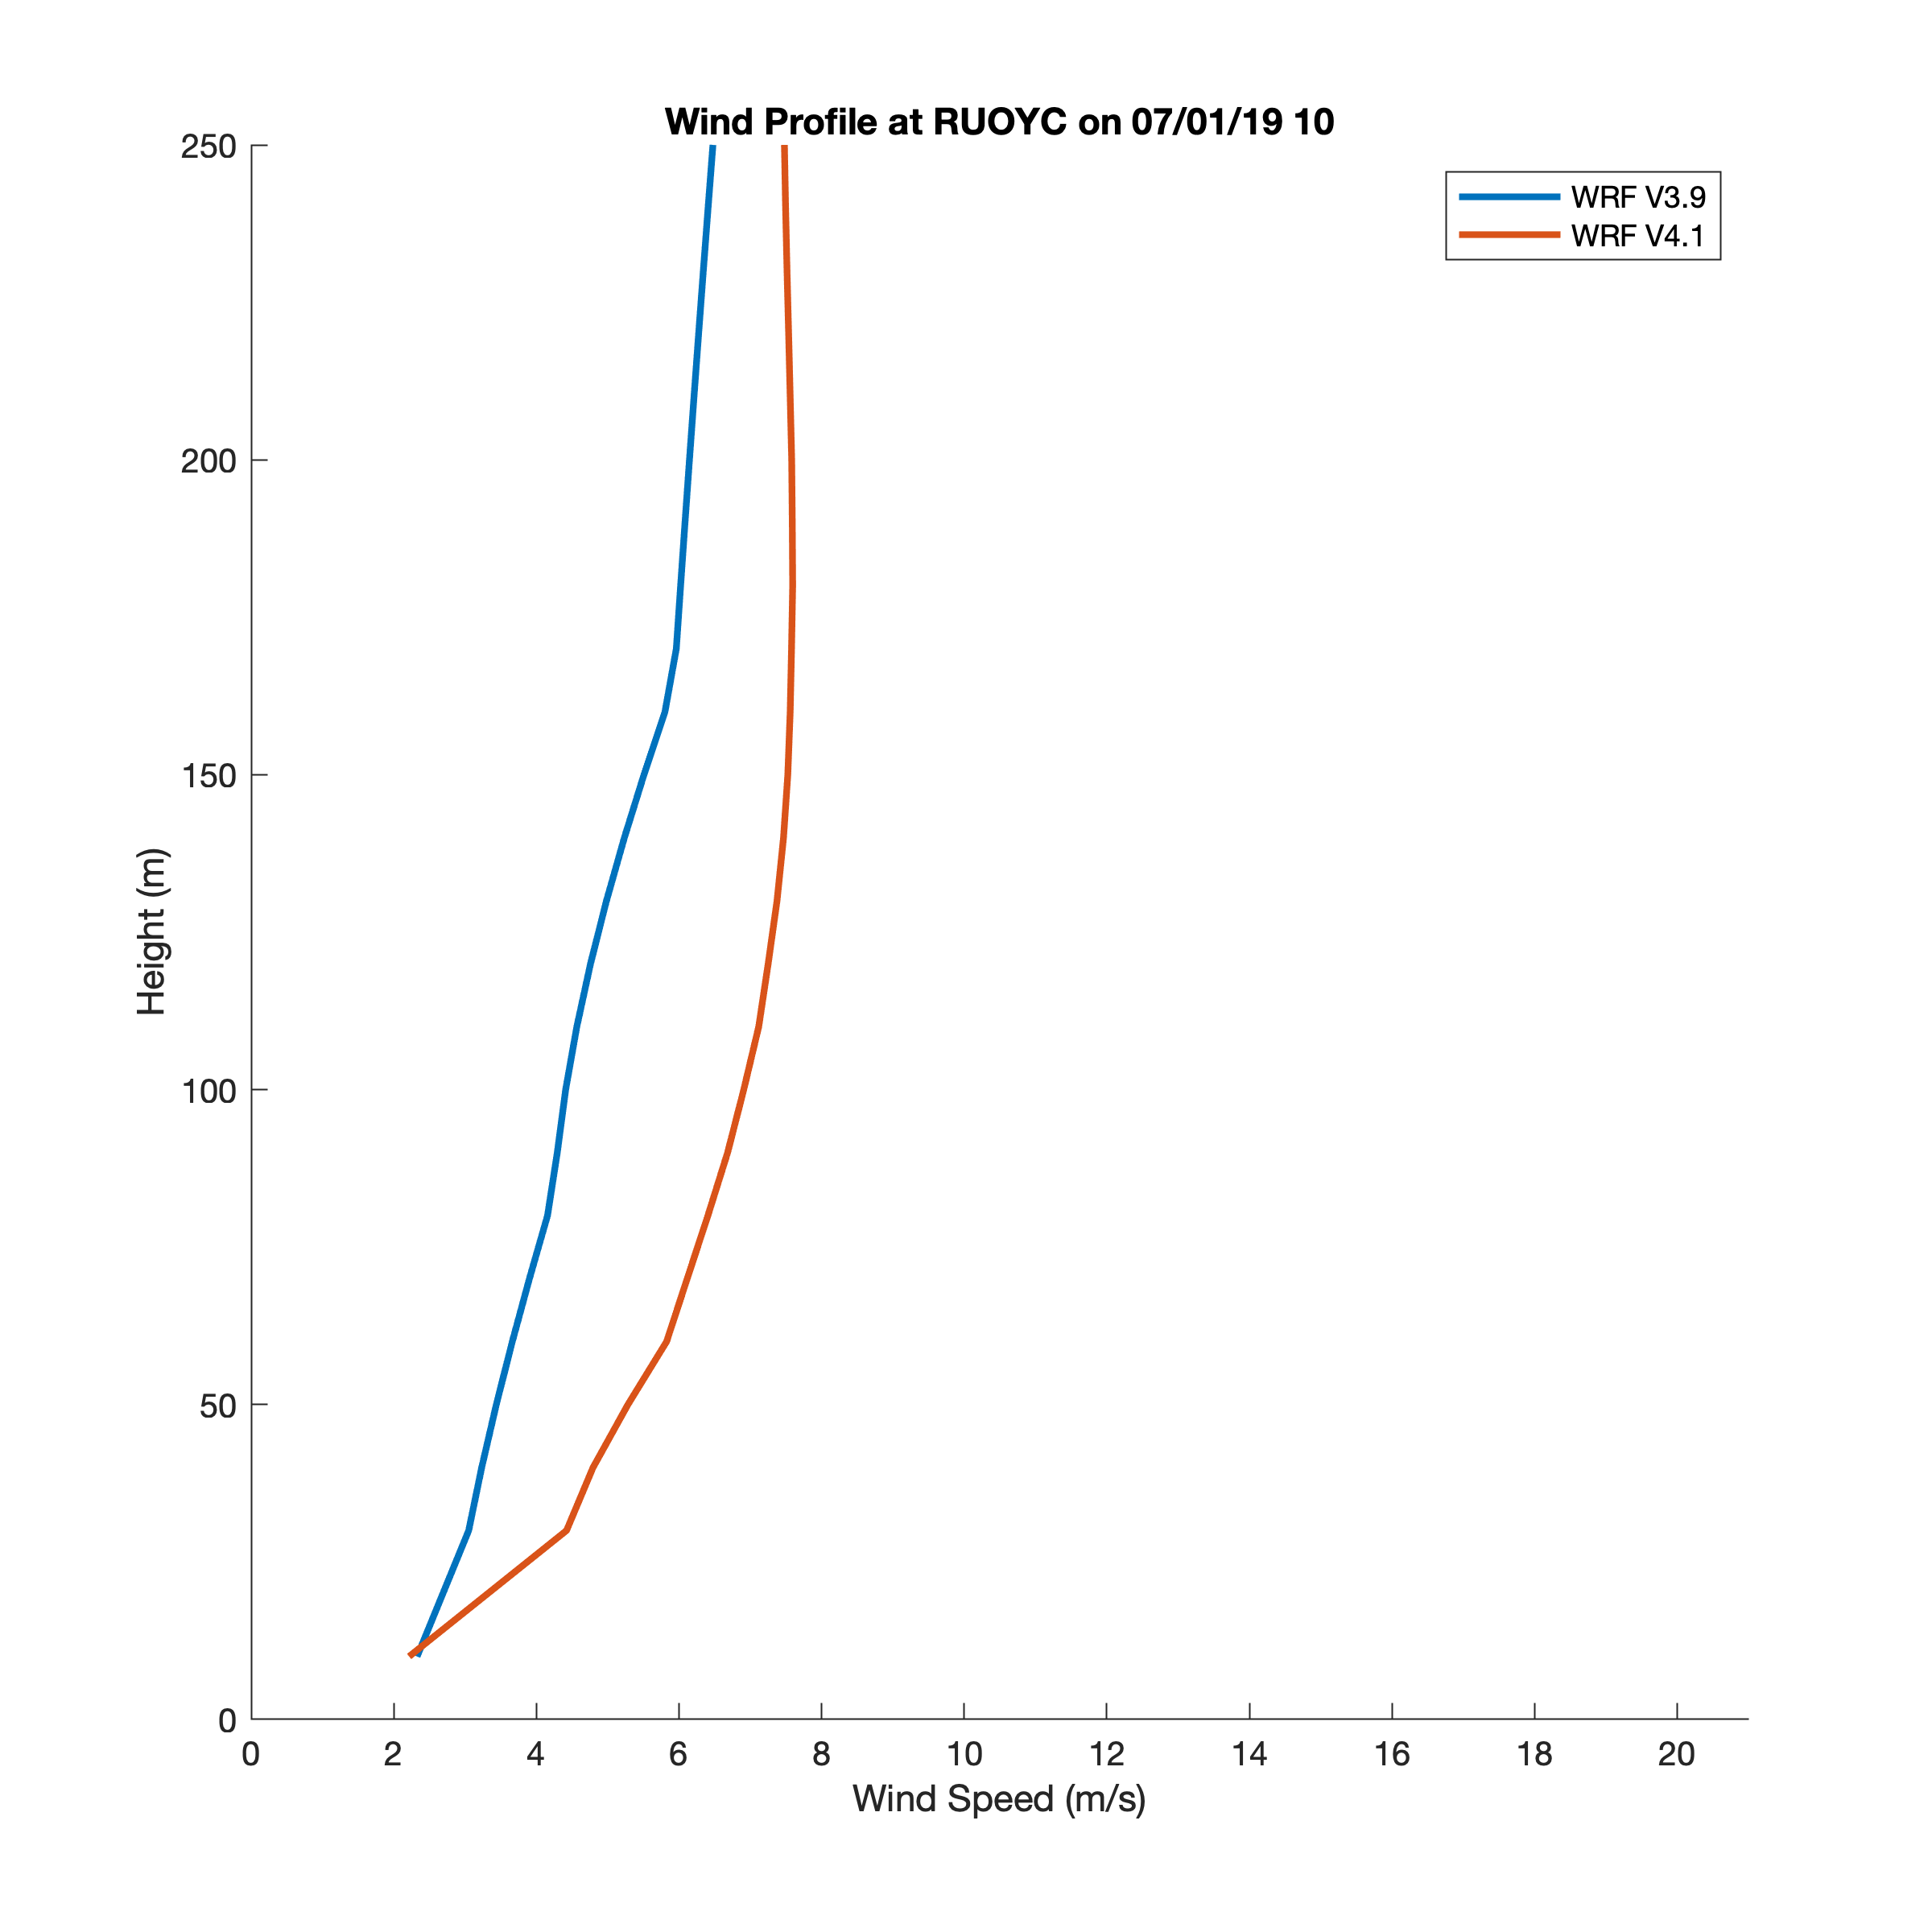 Wind Profile at RUOYC on 07/01/19 10
WRF V3.9
WRF V4.1
250
200
150
100
50
0
Height (m)
0 2 4 6 8 10 12 14 16 18 20
Wind Speed (m/s)